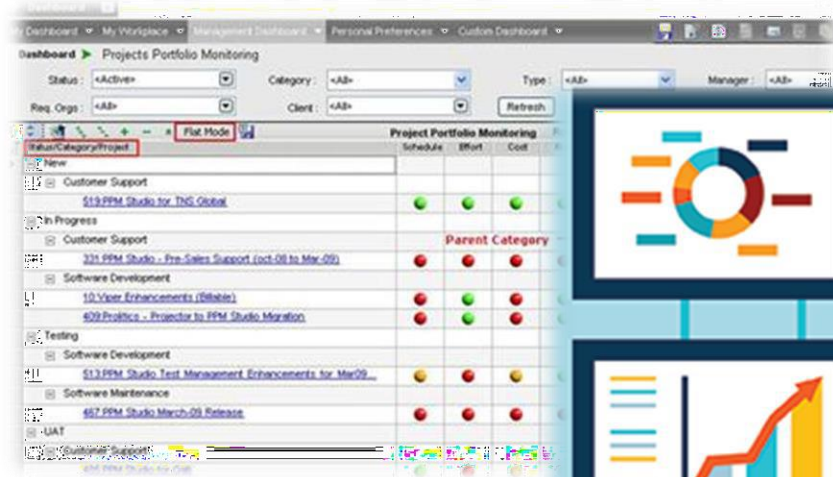 Dashboard
My Dashboard My Workplace Management Dashboard Personal Preferences Custom Dashboard
Dashboard Projects Portfolio Monitoring
Status : <Active> Category : <All> Type : <All> Manager : <All>
Req. Orgs : <All> Client : <All> Refresh
Flat Mode Project Portfolio Monitoring
Status/Category/Project Schedule Effort Cost
New
Customer Support
519:PPM Studio for TNS Global
In Progress
Customer Support Parent Category
331:PPM Studio - Pre-Sales Support (oct-08 to Mar-09)
Software Development
10:Viper Enhancements (Billable)
409:Prolitics - Projector to PPM Studio Migration
Testing
Software Development
513:PPM Studio Test Management Enhancements for Mar09...
Software Maintenance
467:PPM Studio March-09 Release
UAT
Customer Support